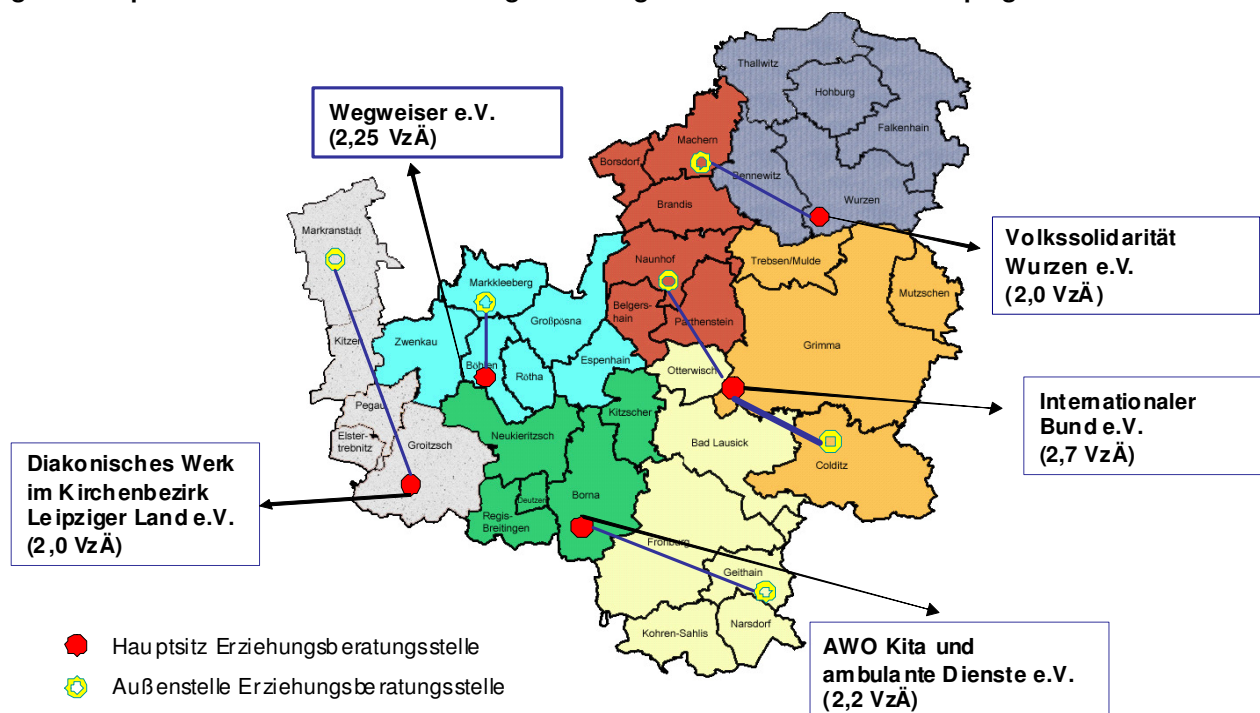 Thallwitz
Hohburg
Falkenhain
Wegweiser e.V.
(2,25 VzÄ)
Machern
Borsdorf
Bennewitz
Wurzen
Brandis
Markranstädt
Volkssolidarität
Wurzen e.V.
(2,0 VzÄ)
Naunhof
Trebsen/Mulde
Mutzschen
Markkleeberg
Belgers-
hain
Parthenstein
Großpösna
Kitzen
Zwenkau
Grimma
Espenhain
Böhlen
Rötha
Otterwisch
Pegau
Kitzscher
Internationaler
Bund e.V.
(2,7 VzÄ)
Elster-
trebnitz
Groitzsch
Neukieritzsch
Bad Lausick
Colditz
Diakonisches Werk
im Kirchenbezirk
Leipziger Land e.V.
(2,0 VzÄ)
Deutzen
Borna
Regis-
Breitingen
Frohburg
Geithain
Narsdorf
Kohren-Sahlis
Hauptsitz Erziehungsberatungsstelle
Außenstelle Erziehungsberatungsstelle
AWO Kita und
ambulante Dienste e.V.
(2,2 VzÄ)